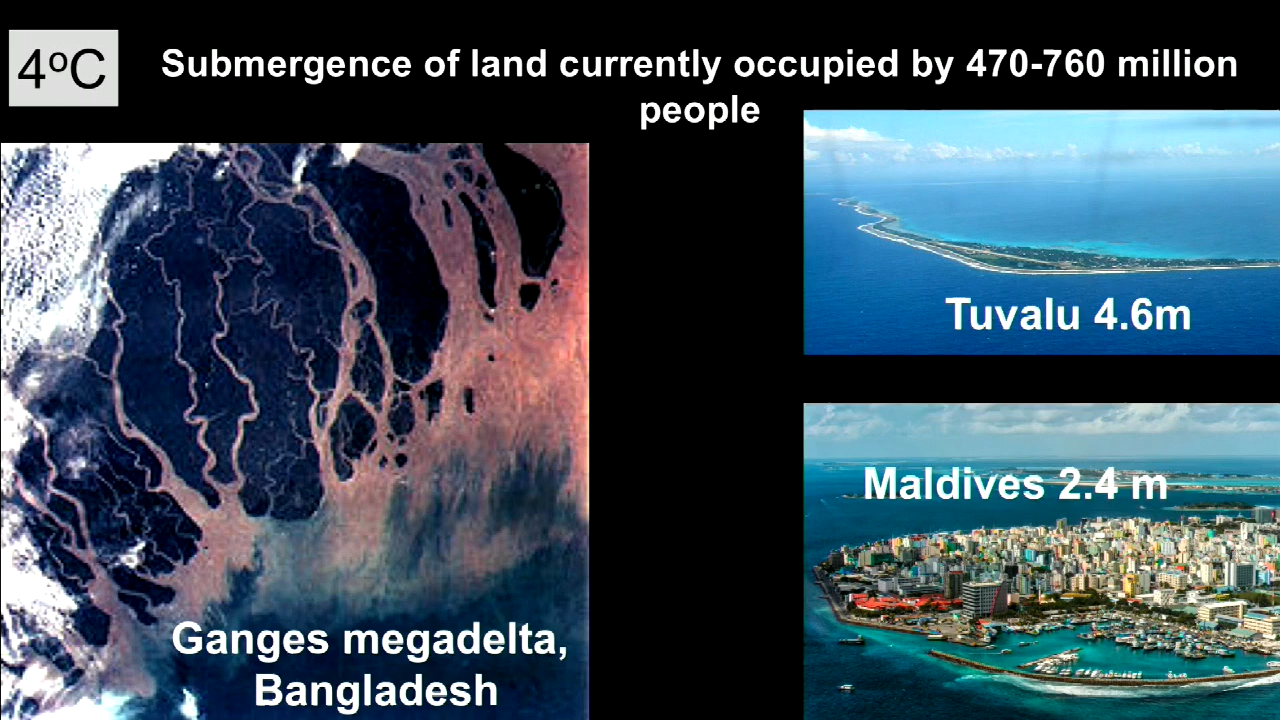 4°C
Submergence of land currently occupied by 470-760 million
people
Tuvalu 4.6m
Maldives 2.4 m
Ganges megadelta,
Bangladesh